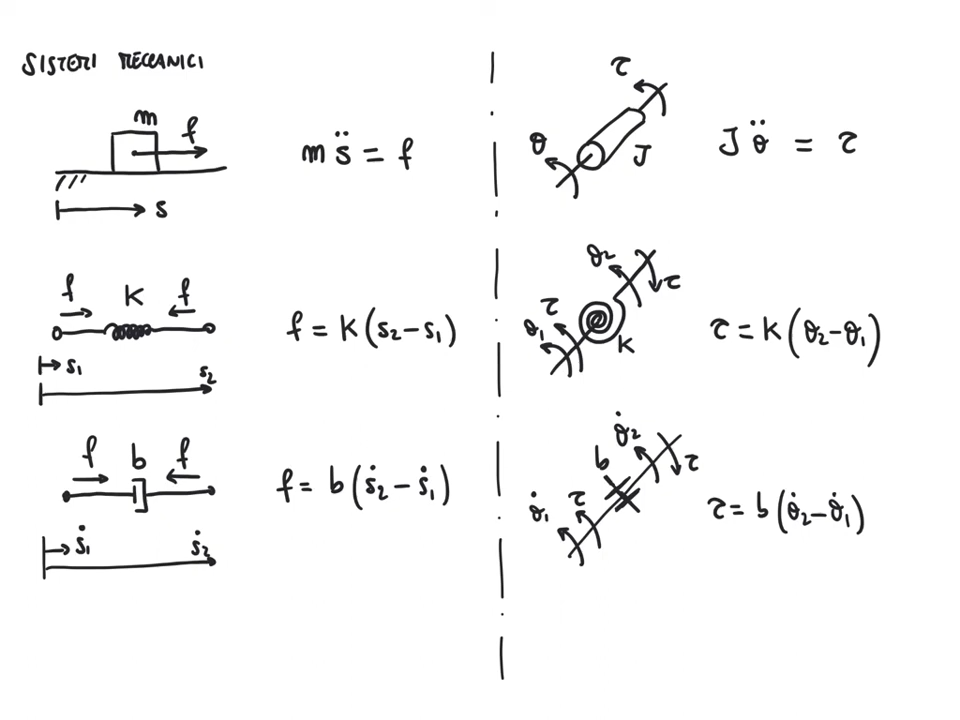 SISTEMI MECCANICI
m
f
s
m s̈ = f
f K f
s₁
s₂
f = K(s₂-s₁)
f b f
ṡ₁
ṡ₂
f = b(ṡ₂-ṡ₁)
τ
θ
J
J θ̈ = τ
θ₂
τ
τ
θ₁
K
τ = K(θ₂-θ₁)
θ̇₂
b
τ
θ̇₁
τ
τ = b(θ̇₂-θ̇₁)